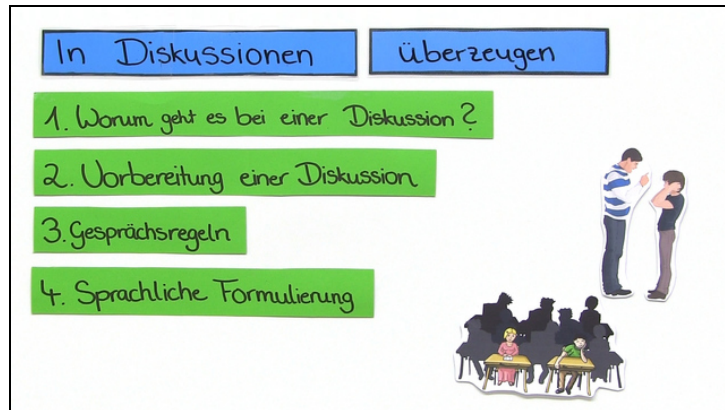 In Diskussionen überzeugen
1. Worum geht es bei einer Diskussion?
2. Vorbereitung einer Diskussion
3. Gesprächsregeln
4. Sprachliche Formulierung